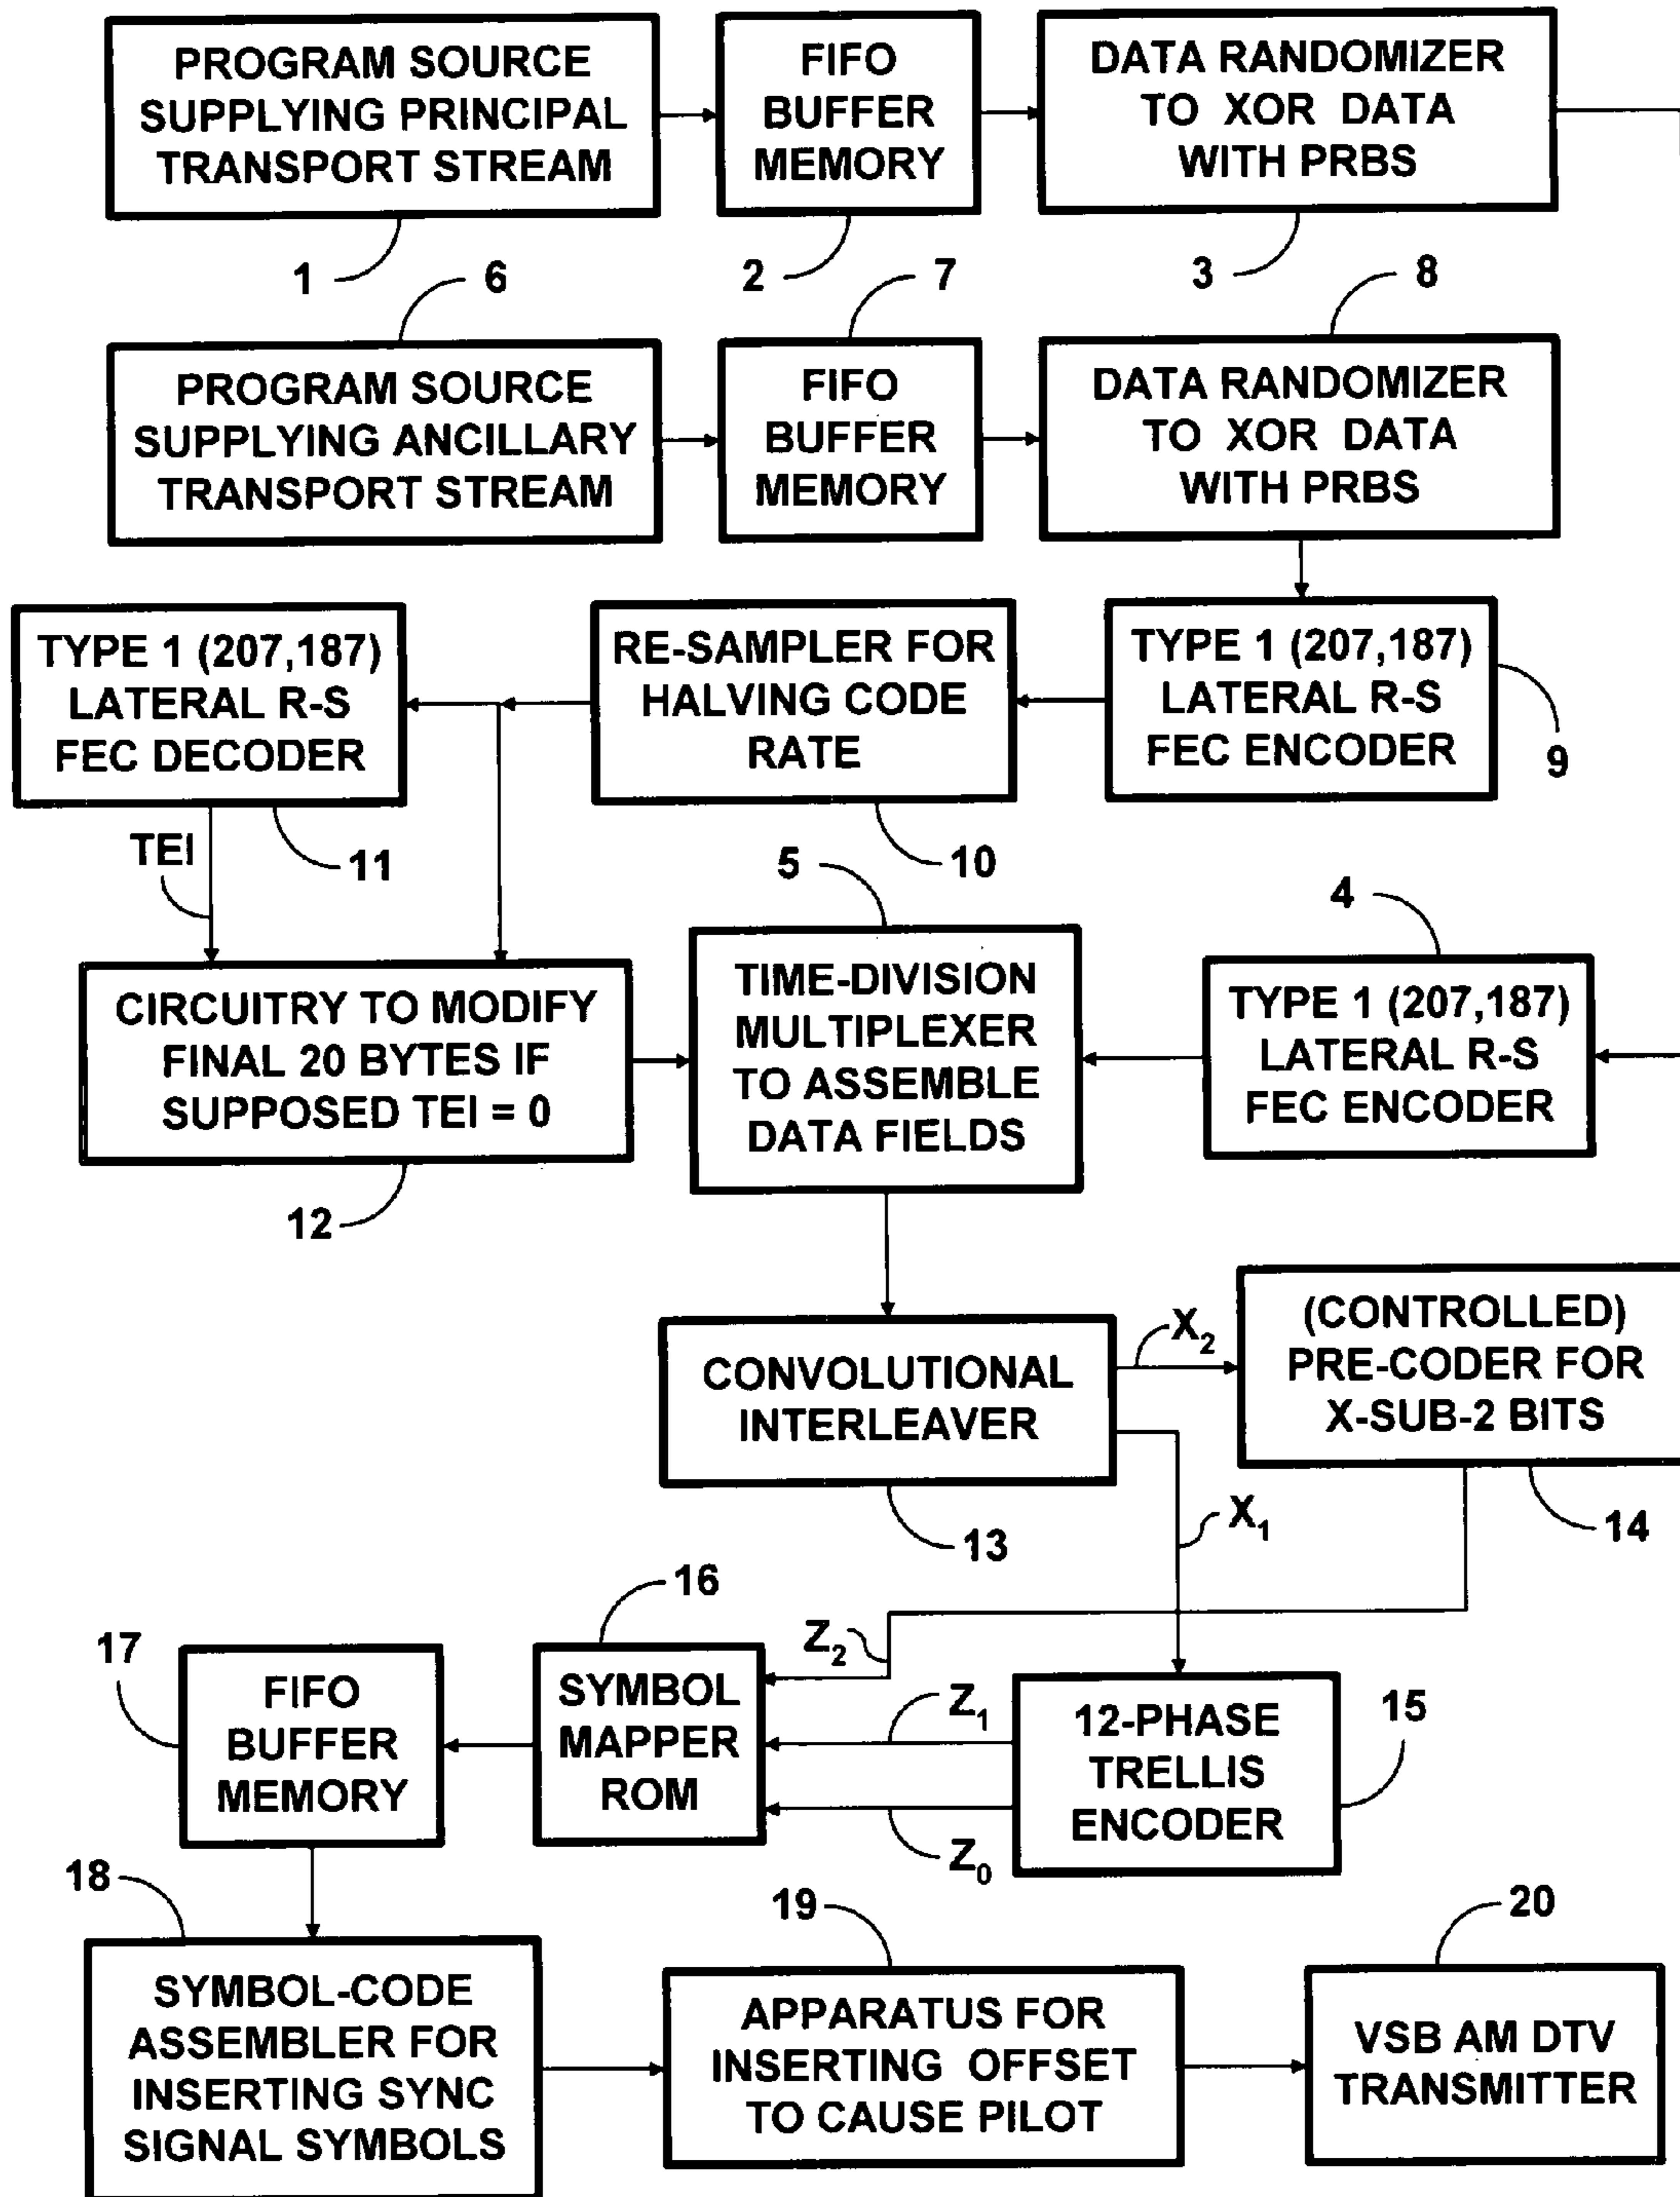 PROGRAM SOURCE
SUPPLYING PRINCIPAL
TRANSPORT STREAM
FIFO
BUFFER
MEMORY
DATA RANDOMIZER
TO XOR DATA
WITH PRBS
1
2
3
6
7
8
PROGRAM SOURCE
SUPPLYING ANCILLARY
TRANSPORT STREAM
FIFO
BUFFER
MEMORY
DATA RANDOMIZER
TO XOR DATA
WITH PRBS
TYPE 1 (207,187)
LATERAL R-S
FEC DECODER
RE-SAMPLER FOR
HALVING CODE
RATE
TYPE 1 (207,187)
LATERAL R-S
FEC ENCODER
9
TEI
11
10
5
4
CIRCUITRY TO MODIFY
FINAL 20 BYTES IF
SUPPOSED TEI = 0
TIME-DIVISION
MULTIPLEXER
TO ASSEMBLE
DATA FIELDS
TYPE 1 (207,187)
LATERAL R-S
FEC ENCODER
12
CONVOLUTIONAL
INTERLEAVER
X₂
(CONTROLLED)
PRE-CODER FOR
X-SUB-2 BITS
13
X₁
14
16
17
FIFO
BUFFER
MEMORY
SYMBOL
MAPPER
ROM
Z₂
Z₁
Z₀
12-PHASE
TRELLIS
ENCODER
15
18
19
20
SYMBOL-CODE
ASSEMBLER FOR
INSERTING SYNC
SIGNAL SYMBOLS
APPARATUS FOR
INSERTING OFFSET
TO CAUSE PILOT
VSB AM DTV
TRANSMITTER